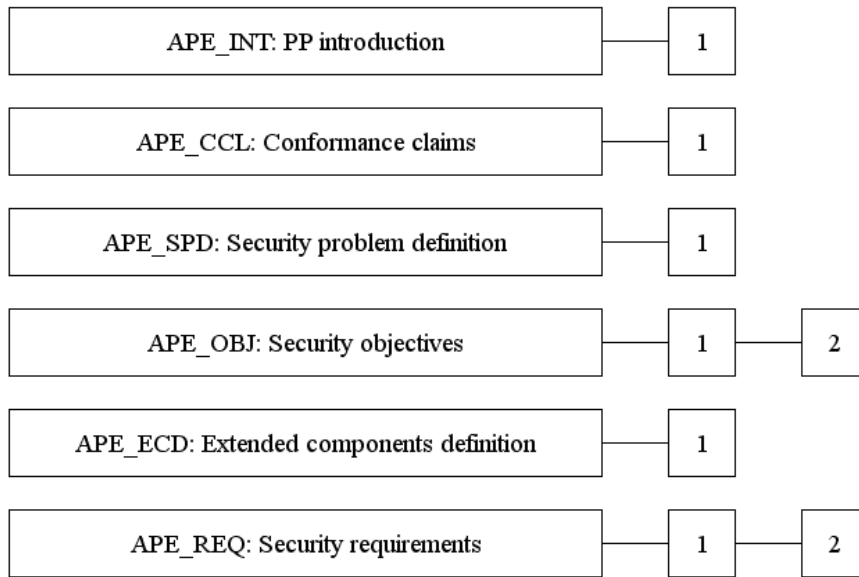 APE_INT: PP introduction 1
APE_CCL: Conformance claims 1
APE_SPD: Security problem definition 1
APE_OBJ: Security objectives 1 2
APE_ECD: Extended components definition 1
APE_REQ: Security requirements 1 2